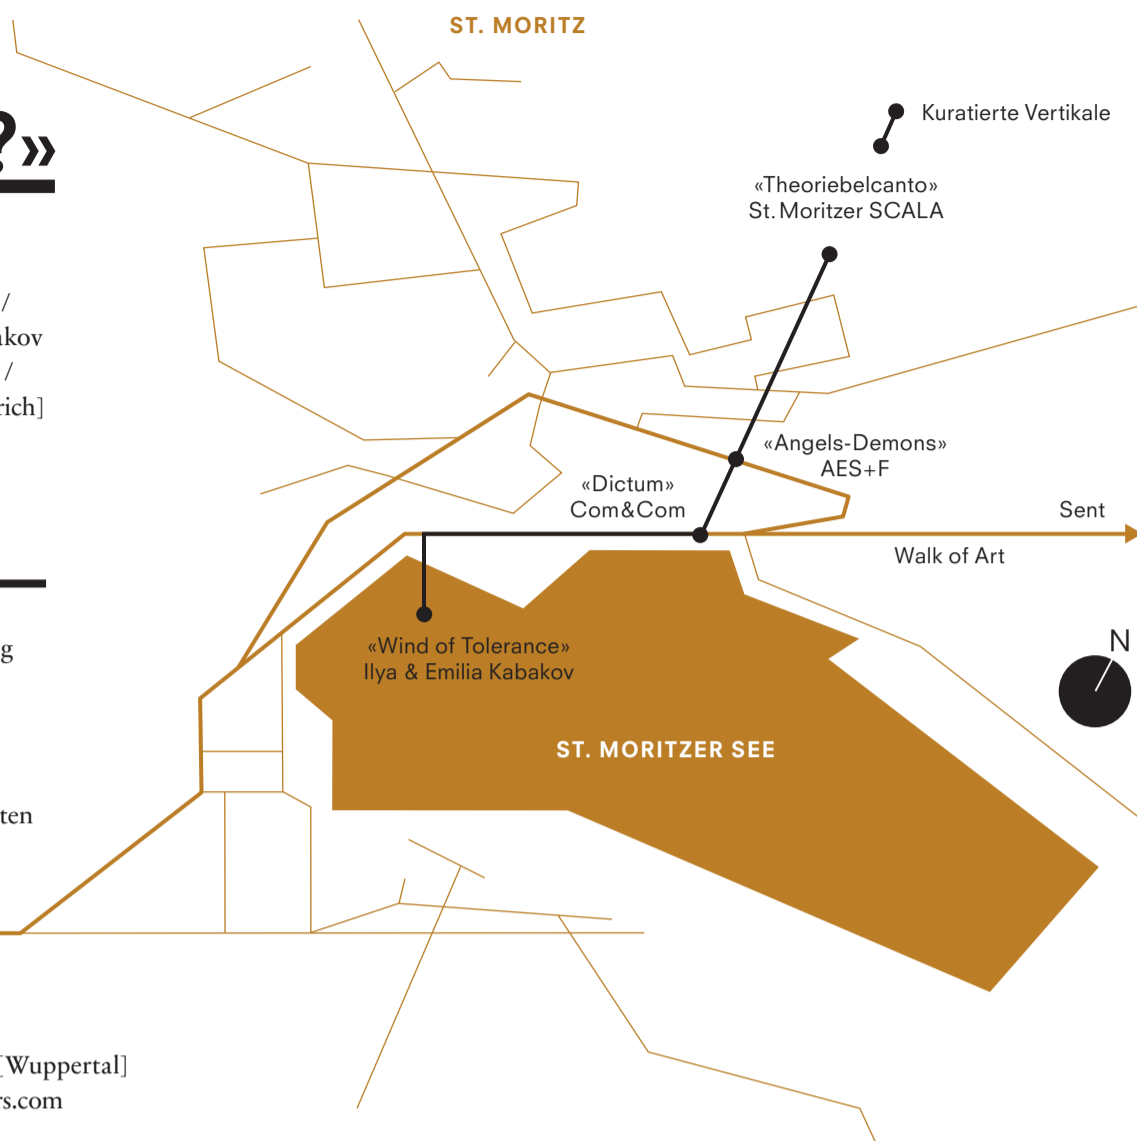 ST. MORITZ
?»
Kuratierte Vertikale
«Theoriebelcanto»
St. Moritzer SCALA
/
/
rich]
«Angels-Demons»
AES+F
«Dictum»
Com&Com
Sent
Walk of Art
N
«Wind of Tolerance»
Ilya & Emilia Kabakov
ST. MORITZER SEE
g
ten
[Wuppertal]
rs.com